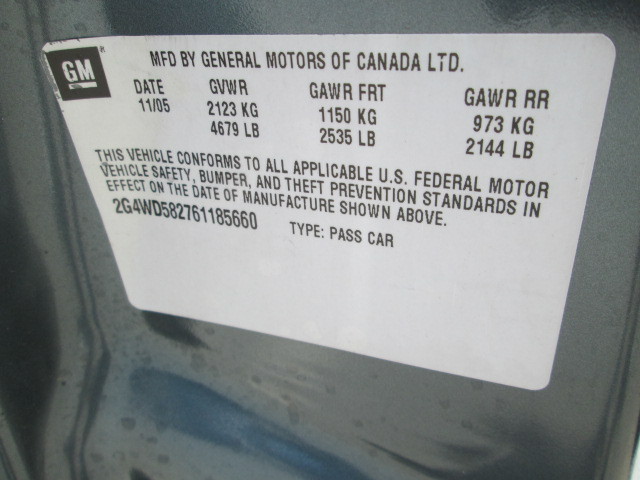 GM
MFD BY GENERAL MOTORS OF CANADA LTD.
DATE GVWR GAWR FRT GAWR RR
11/05 2123 KG 1150 KG 973 KG
4679 LB 2535 LB 2144 LB
THIS VEHICLE CONFORMS TO ALL APPLICABLE U.S. FEDERAL MOTOR
VEHICLE SAFETY, BUMPER, AND THEFT PREVENTION STANDARDS IN
EFFECT ON THE DATE OF MANUFACTURE SHOWN ABOVE.
2G4WD582761185660 TYPE: PASS CAR